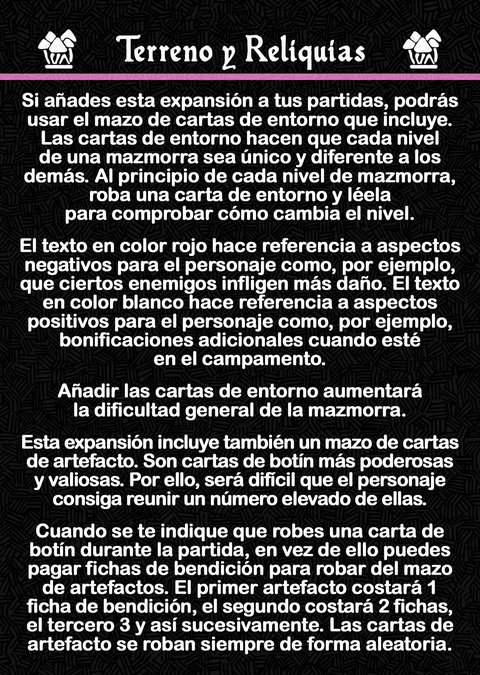 Terreno y Reliquias
Si añades esta expansión a tus partidas, podrás
usar el mazo de cartas de entorno que incluye.
Las cartas de entorno hacen que cada nivel
de una mazmorra sea único y diferente a los
demás. Al principio de cada nivel de mazmorra,
roba una carta de entorno y léela
para comprobar cómo cambia el nivel.
El texto en color rojo hace referencia a aspectos
negativos para el personaje como, por ejemplo,
que ciertos enemigos infligen más daño. El texto
en color blanco hace referencia a aspectos
positivos para el personaje como, por ejemplo,
bonificaciones adicionales cuando esté
en el campamento.
Añadir las cartas de entorno aumentará
la dificultad general de la mazmorra.
Esta expansión incluye también un mazo de cartas
de artefacto. Son cartas de botín más poderosas
y valiosas. Por ello, será difícil que el personaje
consiga reunir un número elevado de ellas.
Cuando se te indique que robes una carta de
botín durante la partida, en vez de ello puedes
pagar fichas de bendición para robar del mazo
de artefactos. El primer artefacto costará 1
ficha de bendición, el segundo costará 2 fichas,
el tercero 3 y así sucesivamente. Las cartas de
artefacto se roban siempre de forma aleatoria.